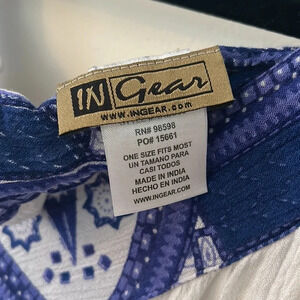 IN Gear
WWW.INGEAR.com
RN# 98598
PO# 15661
ONE SIZE FITS MOST
UN TAMANO PARA
CASI TODOS
MADE IN INDIA
HECHO EN INDIA
WWW.INGEAR.COM